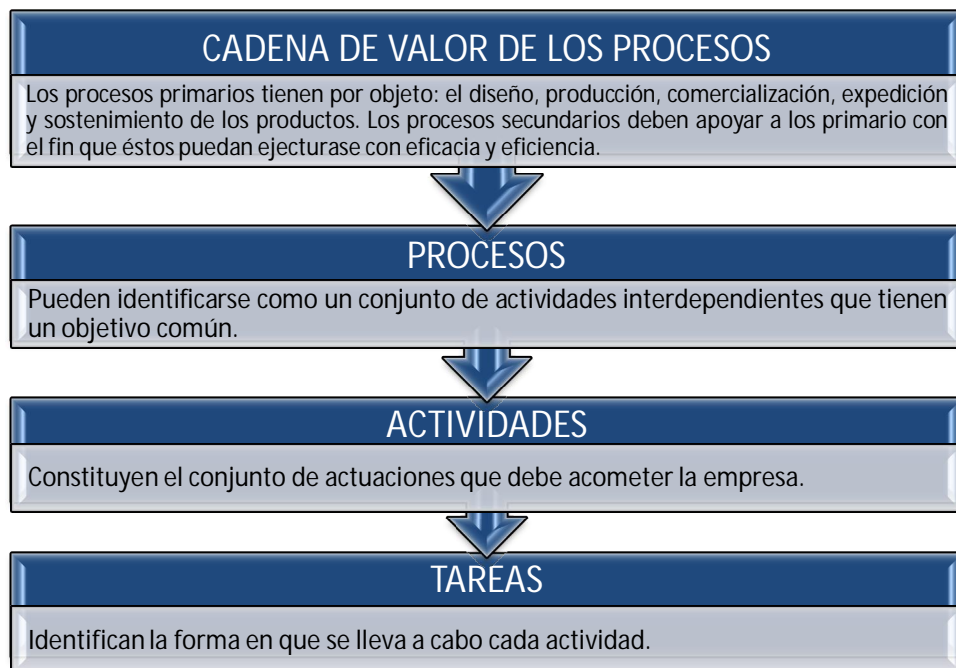 CADENA DE VALOR DE LOS PROCESOS
Los procesos primarios tienen por objeto: el diseño, producción, comercialización, expedición
y sostenimiento de los productos. Los procesos secundarios deben apoyar a los primario con
el fin que éstos puedan ejecturase con eficacia y eficiencia.
PROCESOS
Pueden identificarse como un conjunto de actividades interdependientes que tienen
un objetivo común.
ACTIVIDADES
Constituyen el conjunto de actuaciones que debe acometer la empresa.
TAREAS
Identifican la forma en que se lleva a cabo cada actividad.